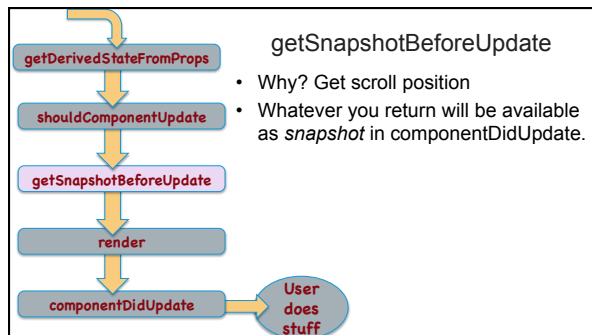 getSnapshotBeforeUpdate
• Why? Get scroll position
• Whatever you return will be available
as snapshot in componentDidUpdate.
getDerivedStateFromProps
shouldComponentUpdate
getSnapshotBeforeUpdate
render
componentDidUpdate
User
does
stuff